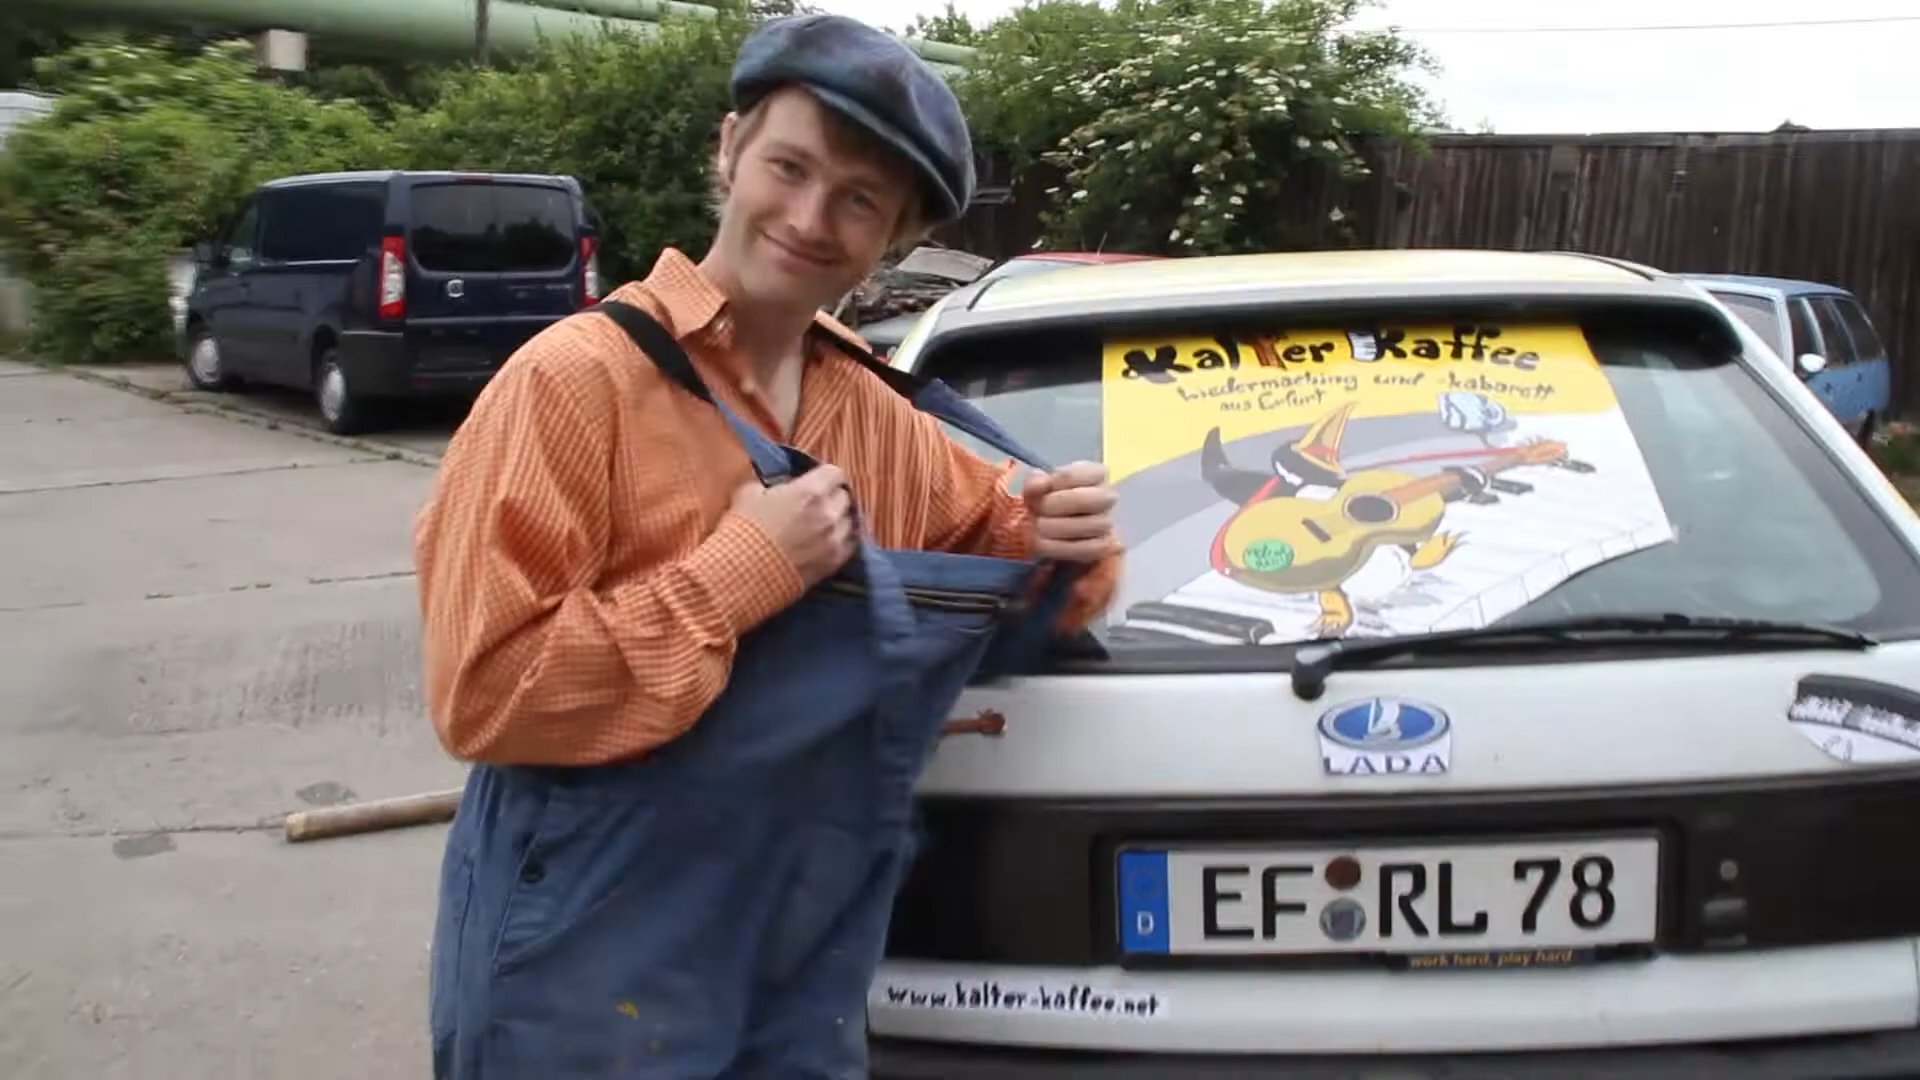 Kalter Kaffee
Liedermaching und -kabarett
aus Erfurt
LADA
D
EF RL 78
work hard, play hard
www.kalter-kaffee.net